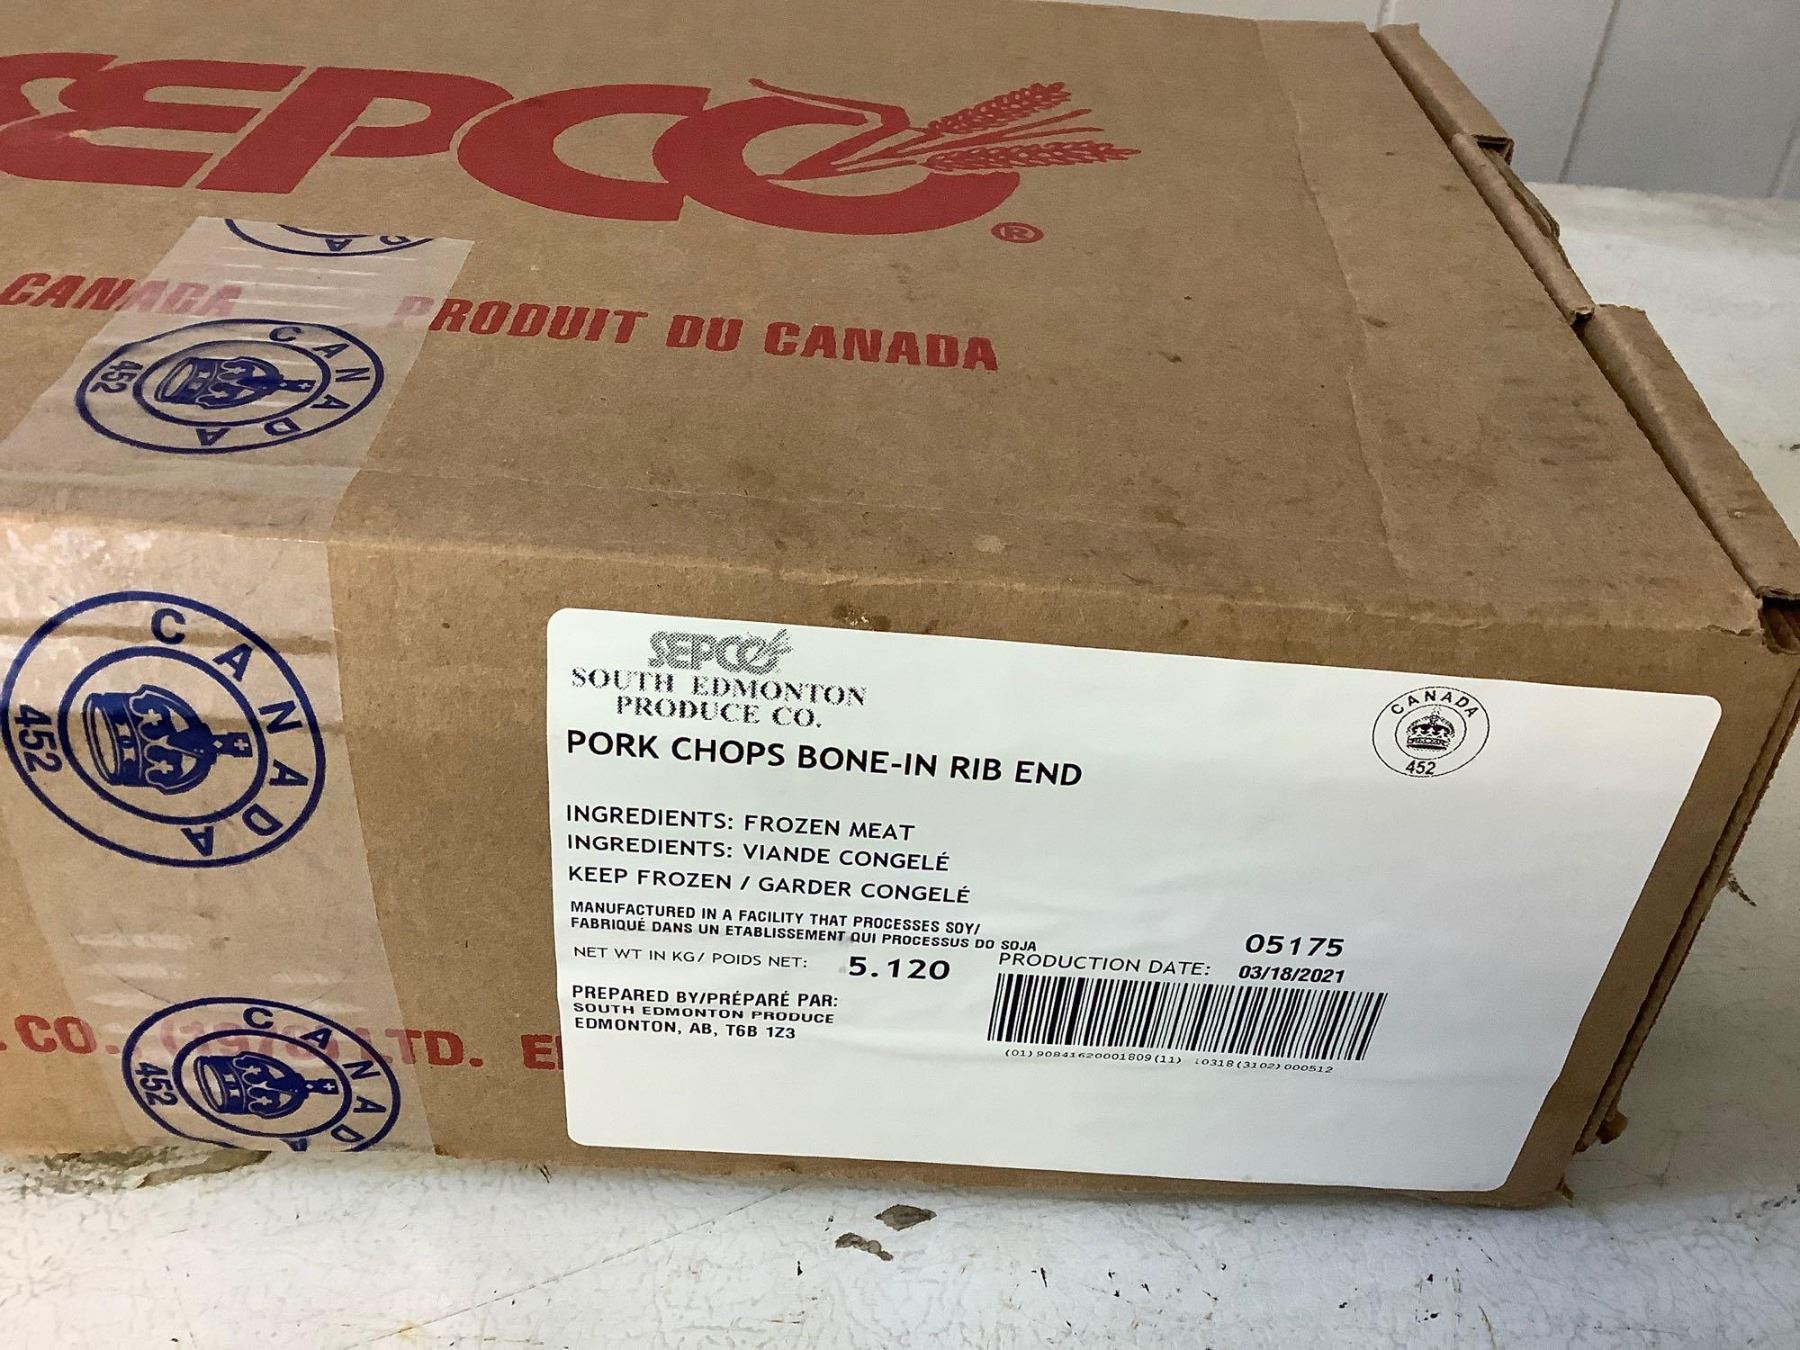 SEPCO ®
CANADA PRODUIT DU CANADA
CANADA 452
CANADA 452
CANADA 452
CO. LTD.
SEPCO
SOUTH EDMONTON
PRODUCE CO.
PORK CHOPS BONE-IN RIB END
CANADA
452
INGREDIENTS: FROZEN MEAT
INGREDIENTS: VIANDE CONGELÉ
KEEP FROZEN / GARDER CONGELÉ
MANUFACTURED IN A FACILITY THAT PROCESSES SOY/
FABRIQUÉ DANS UN ETABLISSEMENT QUI PROCESSUS DO SOJA
05175
NET WT IN KG/ POIDS NET: 5.120
PRODUCTION DATE: 03/18/2021
PREPARED BY/PRÉPARÉ PAR:
SOUTH EDMONTON PRODUCE
EDMONTON, AB, T6B 1Z3
(01)90841620001809(11) 10318(3102)000512